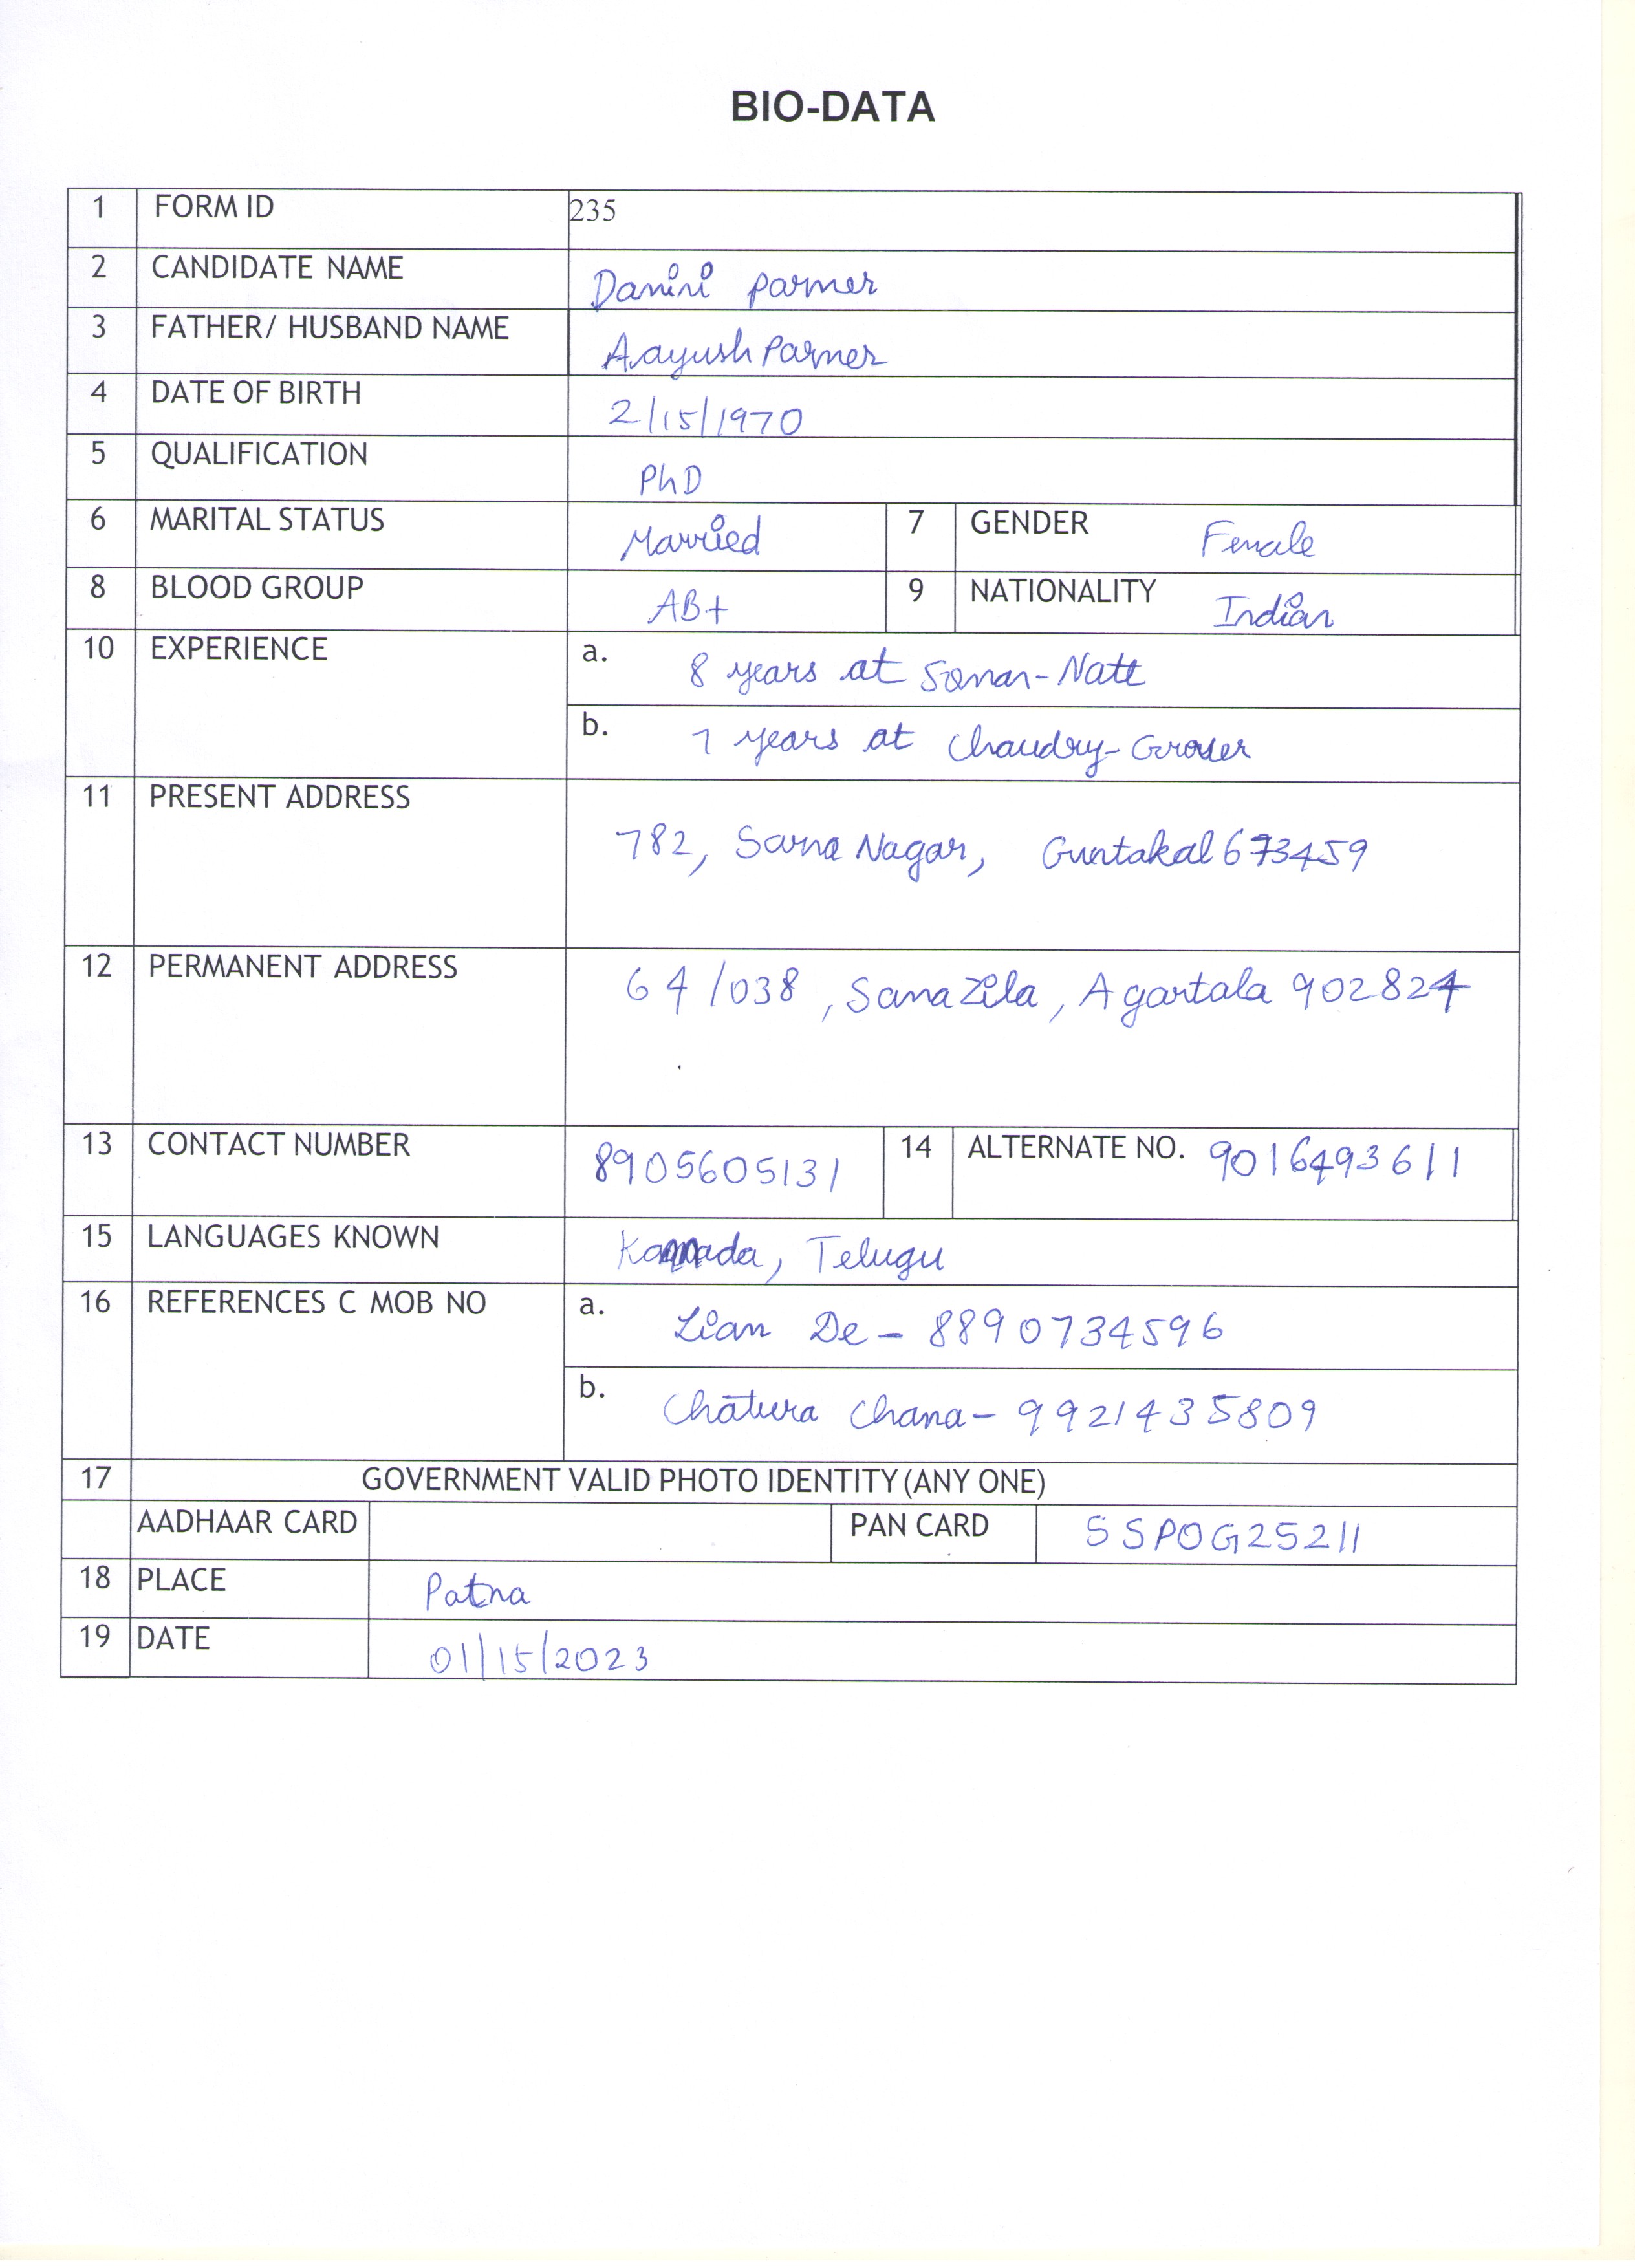 BIO-DATA
1 FORM ID 235
2 CANDIDATE NAME Damini Parmer
3 FATHER/ HUSBAND NAME Aayush Parmer
4 DATE OF BIRTH 2/15/1970
5 QUALIFICATION PhD
6 MARITAL STATUS Married 7 GENDER Female
8 BLOOD GROUP AB+ 9 NATIONALITY Indian
10 EXPERIENCE a. 8 years at Soman-Natt
b. 7 years at Chaudry-Grover
11 PRESENT ADDRESS
782, Sama Nagar, Guntakal 673459
12 PERMANENT ADDRESS 64/038, Sana Zila, Agartala 902824
13 CONTACT NUMBER 8905605131 14 ALTERNATE NO. 9016493611
15 LANGUAGES KNOWN Kannada, Telugu
16 REFERENCES C MOB NO a. Lian De - 8890734596
b. Chatura Chana - 9921435809
17 GOVERNMENT VALID PHOTO IDENTITY (ANY ONE)
AADHAAR CARD PAN CARD SSPOG25211
18 PLACE Patna
19 DATE 01/15/2023